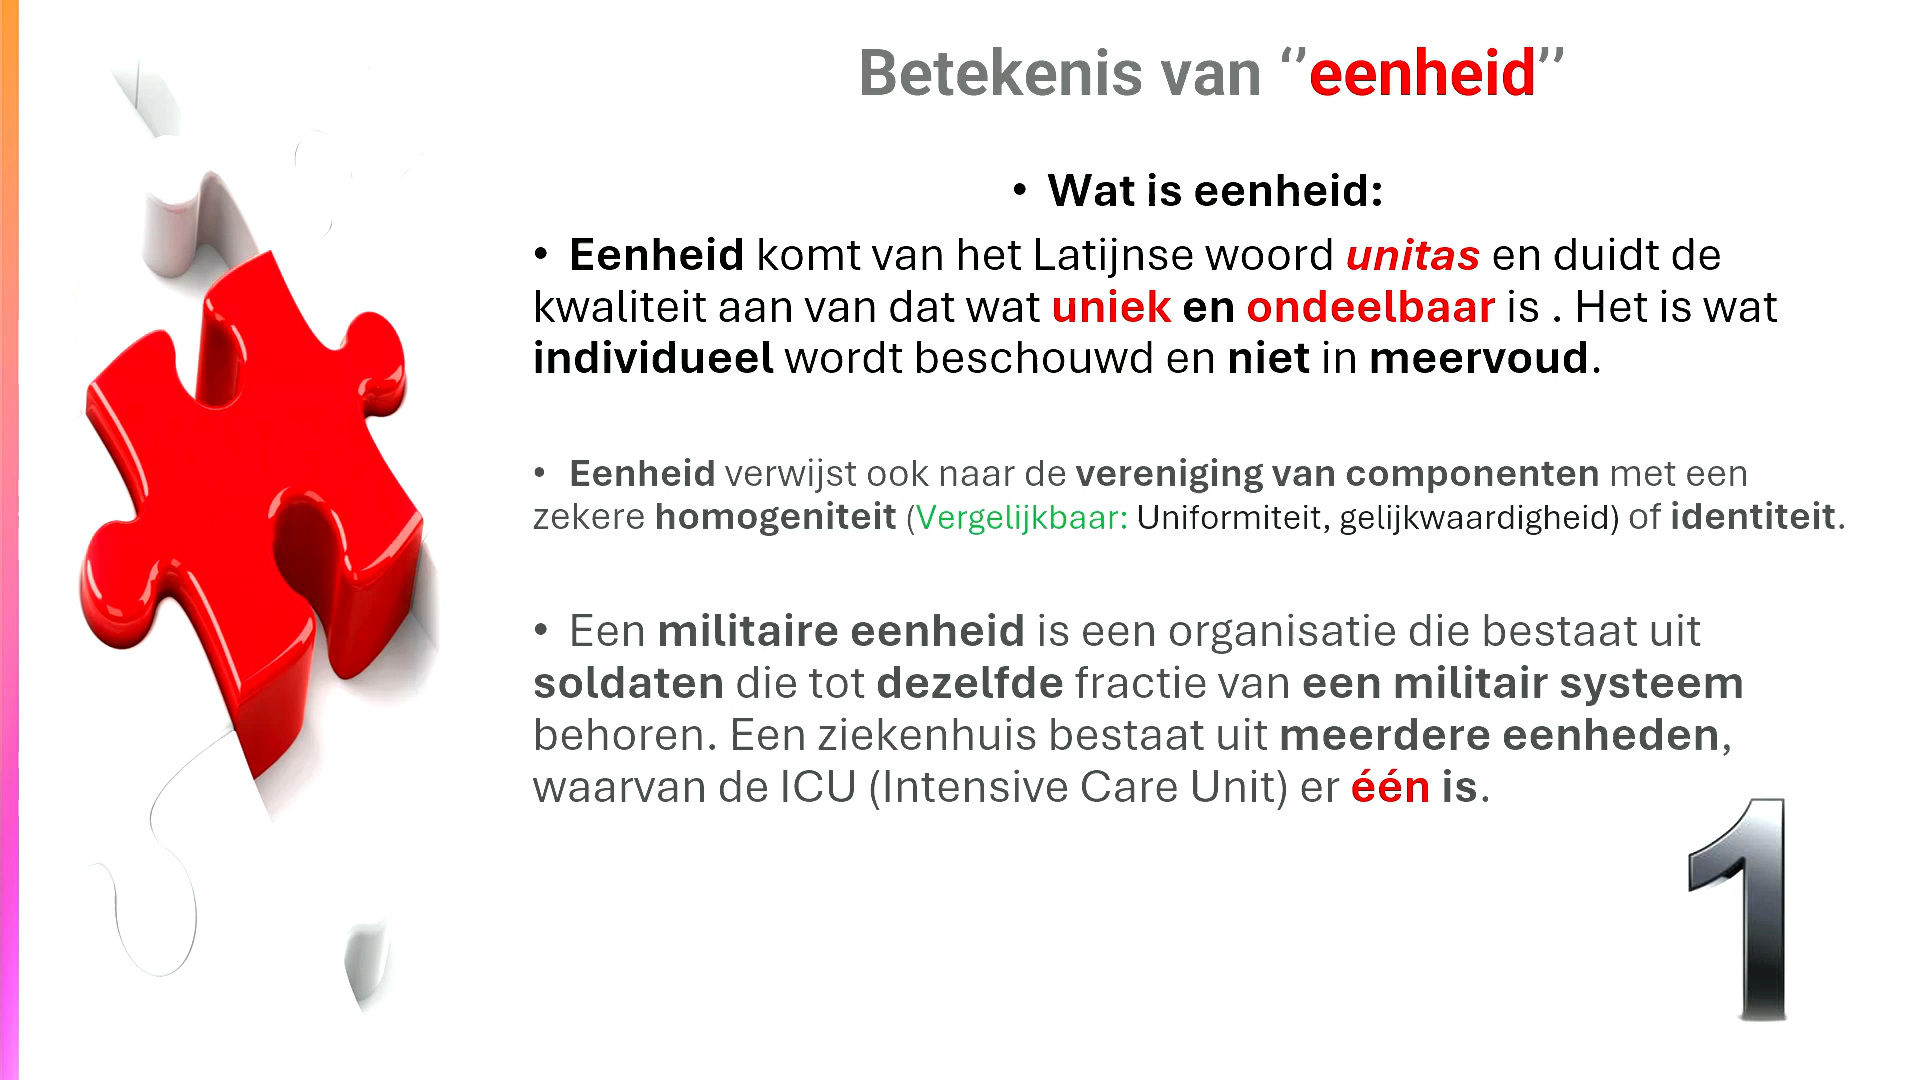 Betekenis van ‘’eenheid’’
• Wat is eenheid:
• Eenheid komt van het Latijnse woord unitas en duidt de
kwaliteit aan van dat wat uniek en ondeelbaar is . Het is wat
individueel wordt beschouwd en niet in meervoud.
• Eenheid verwijst ook naar de vereniging van componenten met een
zekere homogeniteit (Vergelijkbaar: Uniformiteit, gelijkwaardigheid) of identiteit.
• Een militaire eenheid is een organisatie die bestaat uit
soldaten die tot dezelfde fractie van een militair systeem
behoren. Een ziekenhuis bestaat uit meerdere eenheden,
waarvan de ICU (Intensive Care Unit) er één is.
1